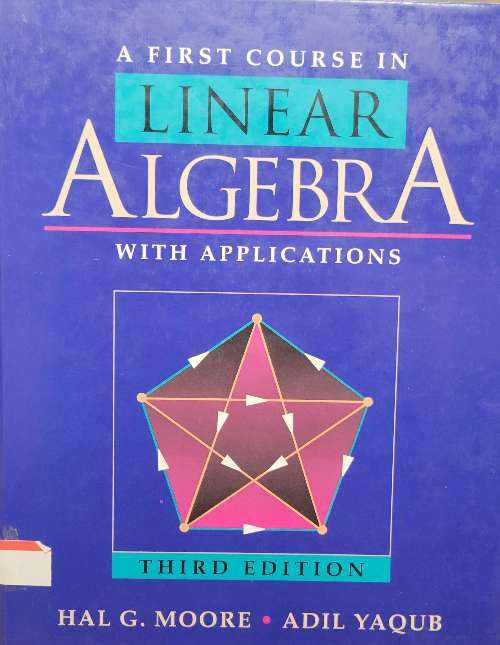 A FIRST COURSE IN
LINEAR
ALGEBRA
WITH APPLICATIONS
THIRD EDITION
HAL G. MOORE • ADIL YAQUB